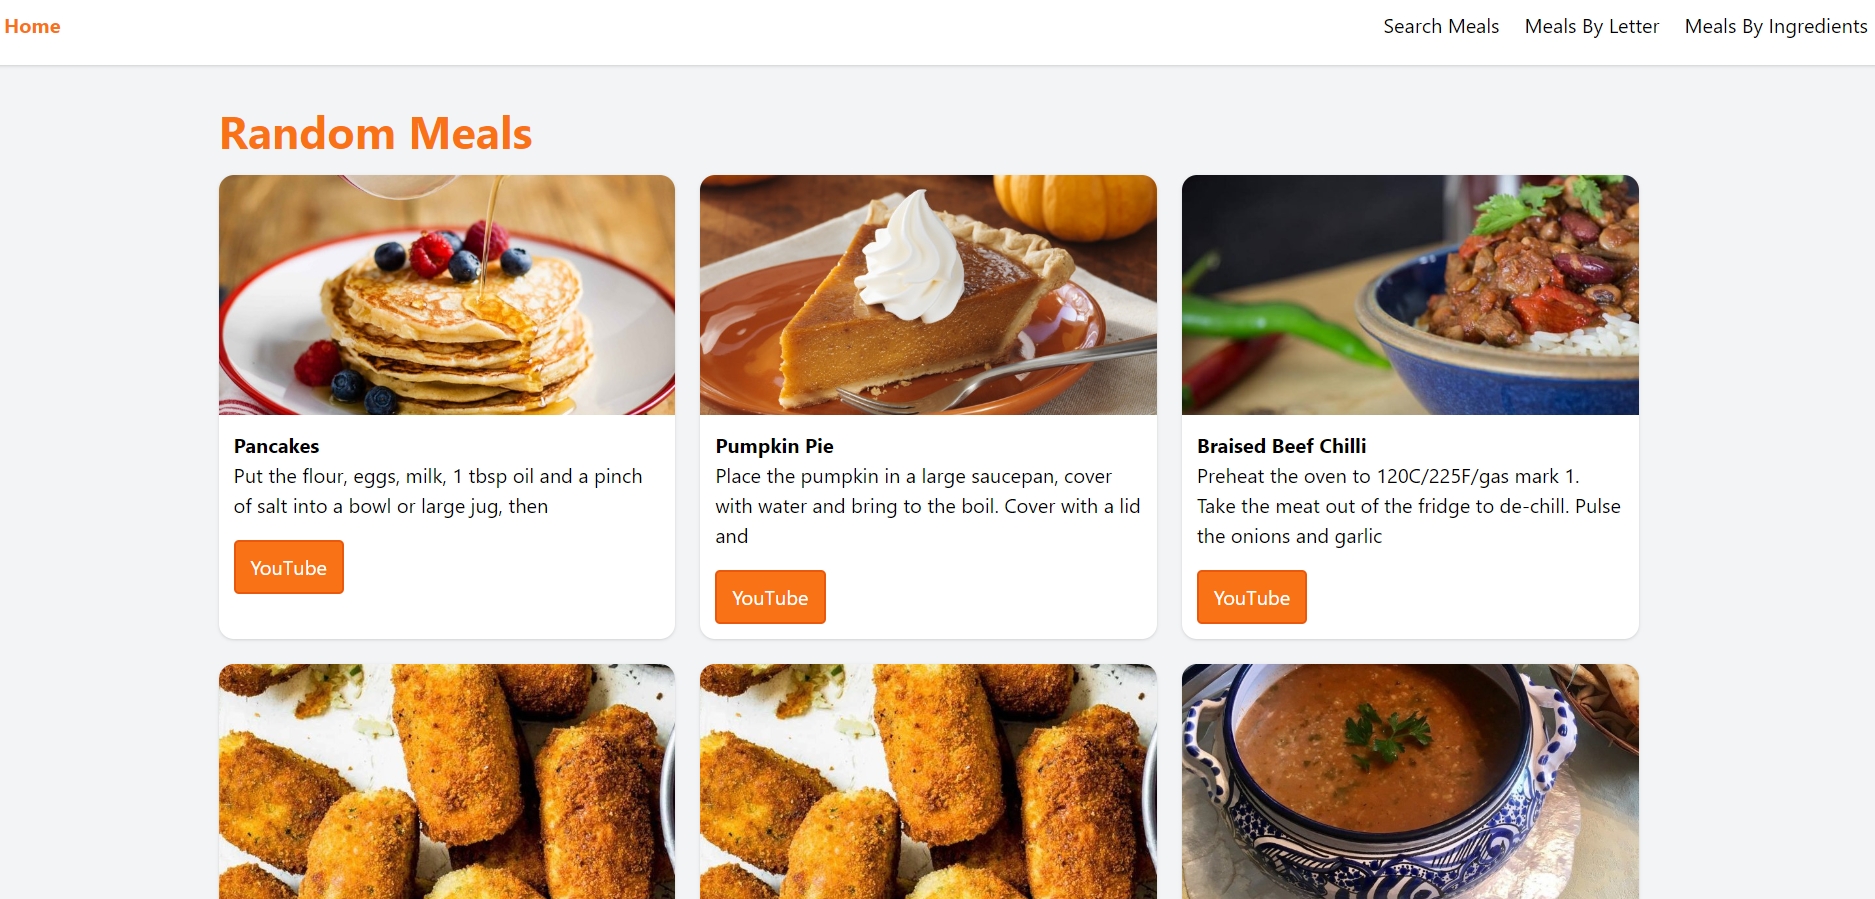 Home
Search Meals
Meals By Letter
Meals By Ingredients
Random Meals
Pancakes
Put the flour, eggs, milk, 1 tbsp oil and a pinch
of salt into a bowl or large jug, then
YouTube
Pumpkin Pie
Place the pumpkin in a large saucepan, cover
with water and bring to the boil. Cover with a lid
and
YouTube
Braised Beef Chilli
Preheat the oven to 120C/225F/gas mark 1.
Take the meat out of the fridge to de-chill. Pulse
the onions and garlic
YouTube